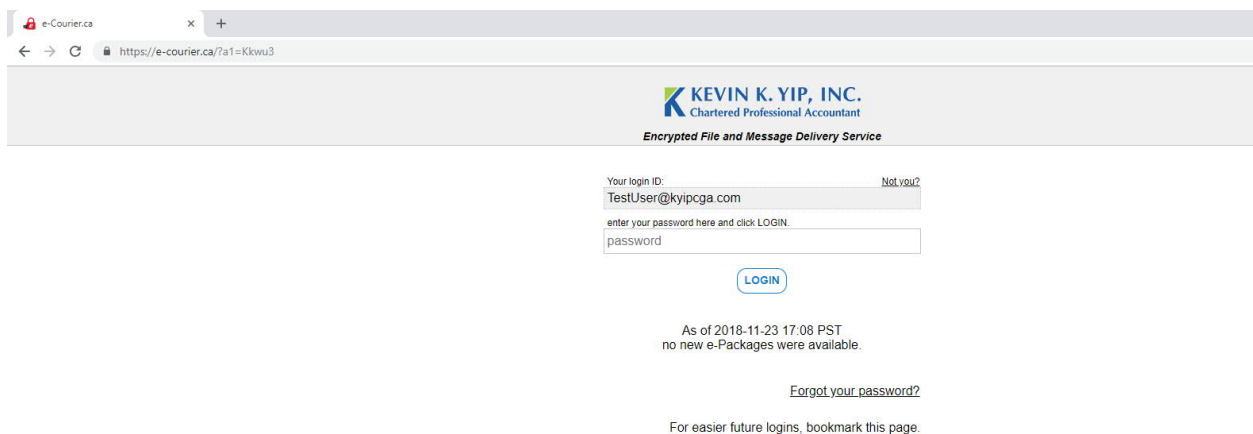 e-Courier.ca
https://e-courier.ca/?a1=Kkwu3
KEVIN K. YIP, INC.
Chartered Professional Accountant
Encrypted File and Message Delivery Service
Your login ID: Not you?
TestUser@kyipcga.com
enter your password here and click LOGIN.
password
LOGIN
As of 2018-11-23 17:08 PST
no new e-Packages were available.
Forgot your password?
For easier future logins, bookmark this page.